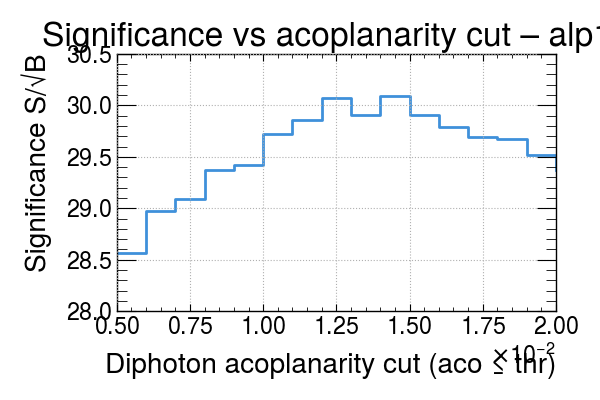 Significance vs acoplanarity cut – alp
Significance S/√B
30.5
30.0
29.5
29.0
28.5
28.0
0.50 0.75 1.00 1.25 1.50 1.75 2.00
×10⁻²
Diphoton acoplanarity cut (aco ≤ thr)